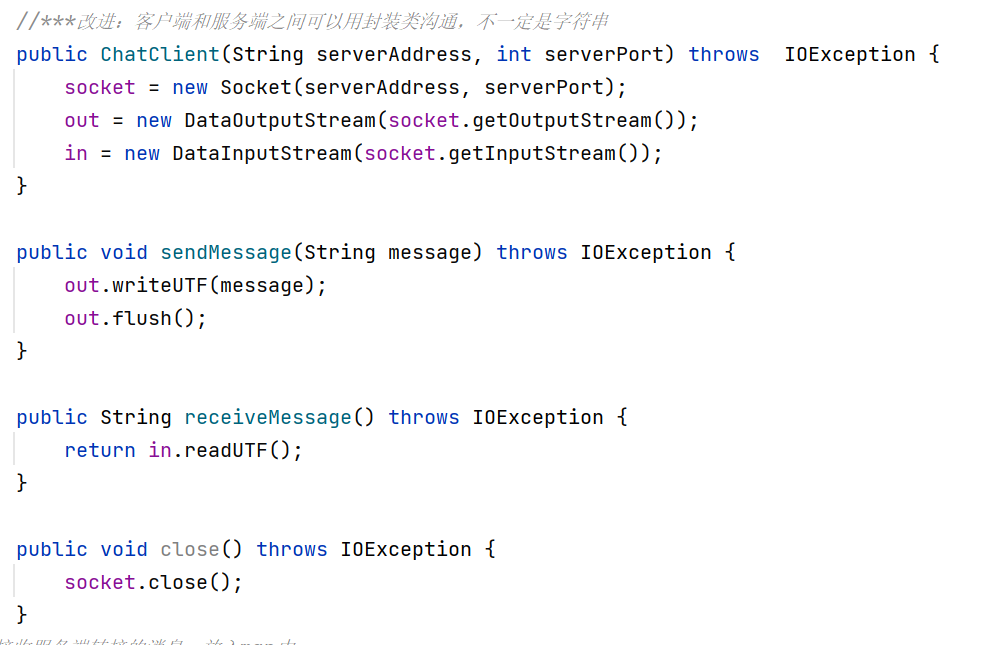 //***改进：客户端和服务端之间可以用封装类沟通，不一定是字符串
public ChatClient(String serverAddress, int serverPort) throws  IOException {
    socket = new Socket(serverAddress, serverPort);
    out = new DataOutputStream(socket.getOutputStream());
    in = new DataInputStream(socket.getInputStream());
}
public void sendMessage(String message) throws IOException {
    out.writeUTF(message);
    out.flush();
}
public String receiveMessage() throws IOException {
    return in.readUTF();
}
public void close() throws IOException {
    socket.close();
}